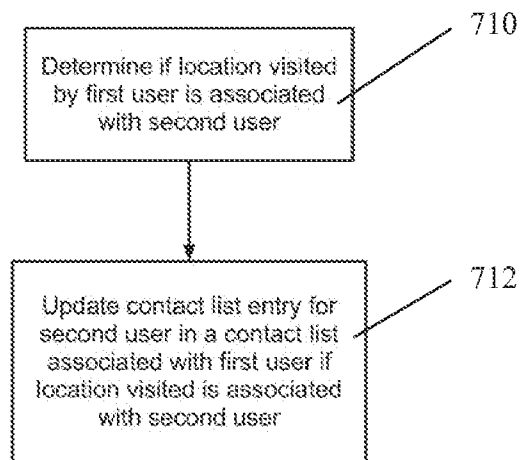 710
Determine if location visited
by first user is associated
with second user
712
Update contact list entry for
second user in a contact list
associated with first user if
location visited is associated
with second user